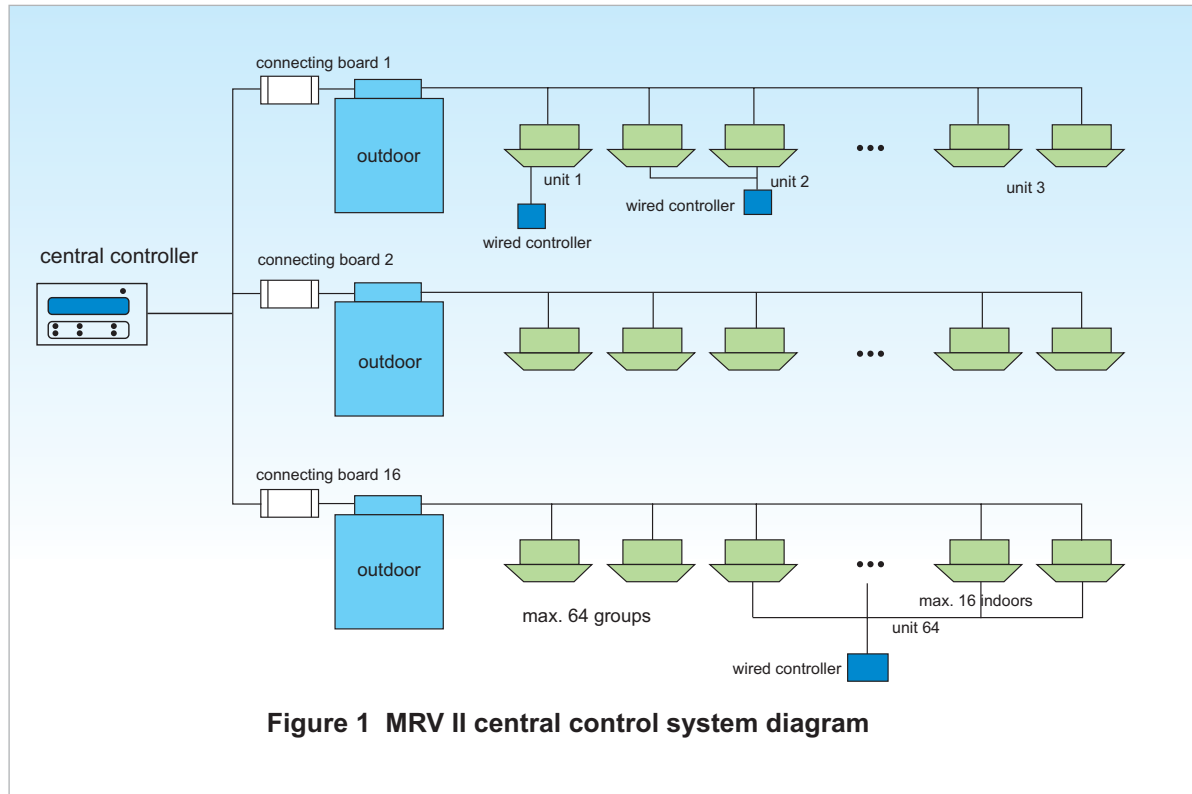 connecting board 1
outdoor
unit 1
unit 2
unit 3
wired controller
wired controller
central controller
connecting board 2
outdoor
connecting board 16
outdoor
max. 64 groups
max. 16 indoors
unit 64
wired controller
Figure 1 MRV II central control system diagram